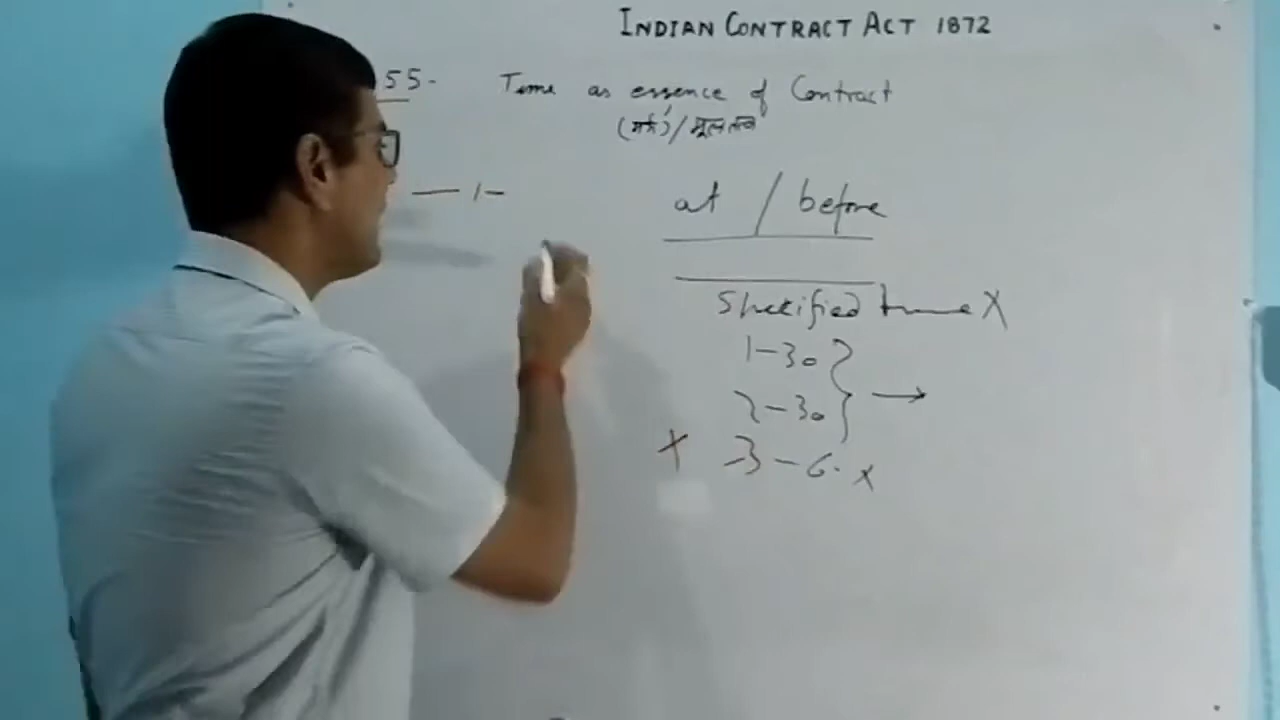 INDIAN CONTRACT ACT 1872
55- Time as essence of Contract
(मर्म) / मूलतत्व
— 1-
at / before
Specified time X
1-30
2-30 →
X 3-6. x